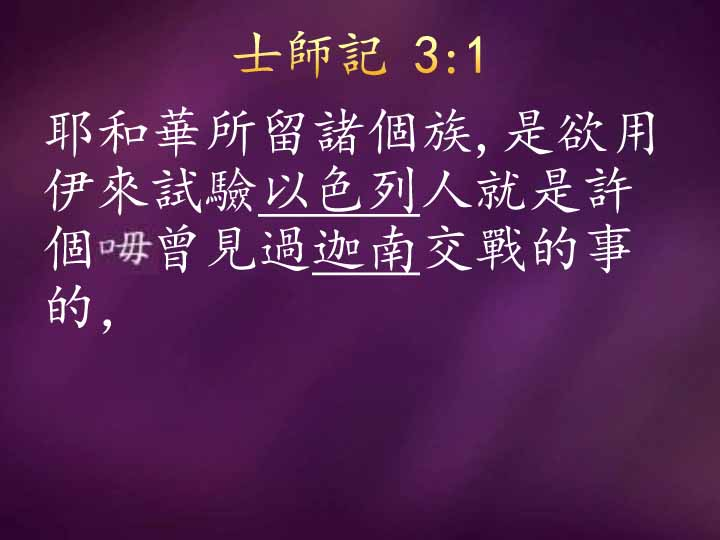 士師記 3:1
耶和華所留諸個族,是欲用
伊來試驗以色列人就是許
個呣曾見過迦南交戰的事
的,